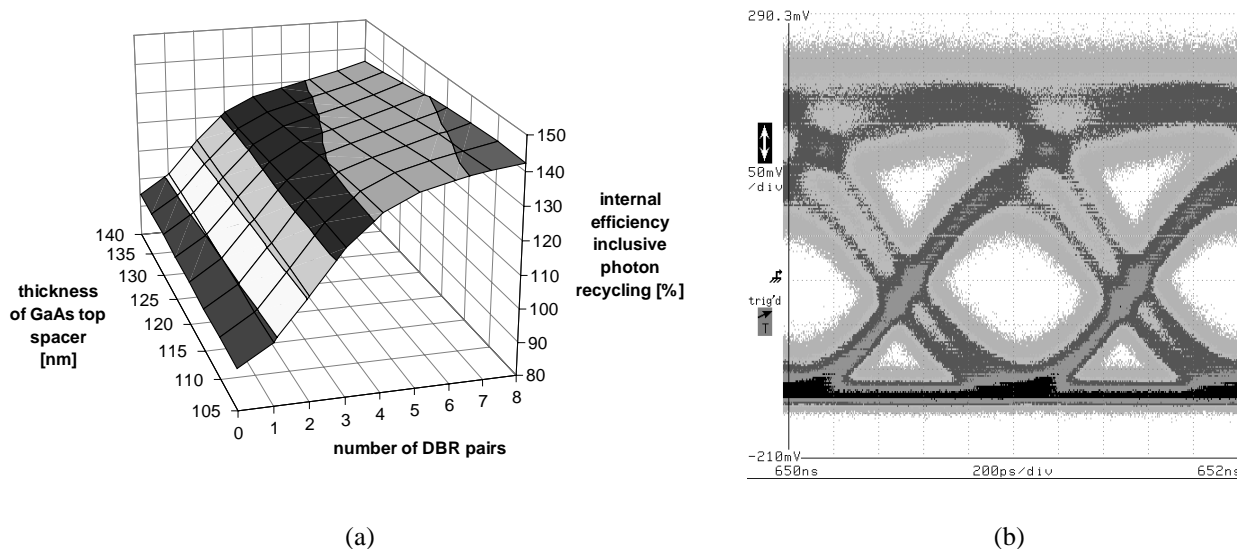 150
140
130
120
110
100
90
80
internal
efficiency
inclusive
photon
recycling [%]
140
135
130
125
120
115
110
105
thickness
of GaAs top
spacer
[nm]
0 1 2 3 4 5 6 7 8
number of DBR pairs
(a)
290.3mV
50mV
/div
trig'd
T
-210mV
650ns 200ps/div 652ns
(b)